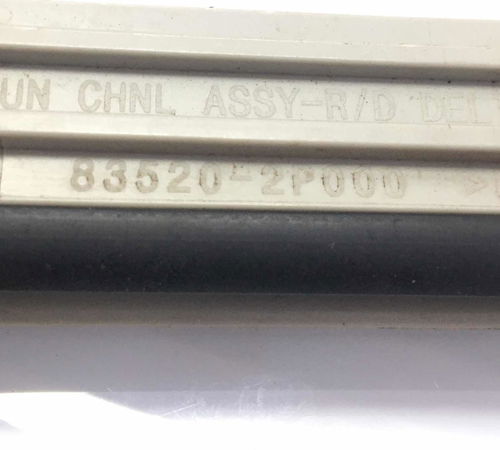 UN CHNL ASSY-R/D DEL
83520-2P000 >